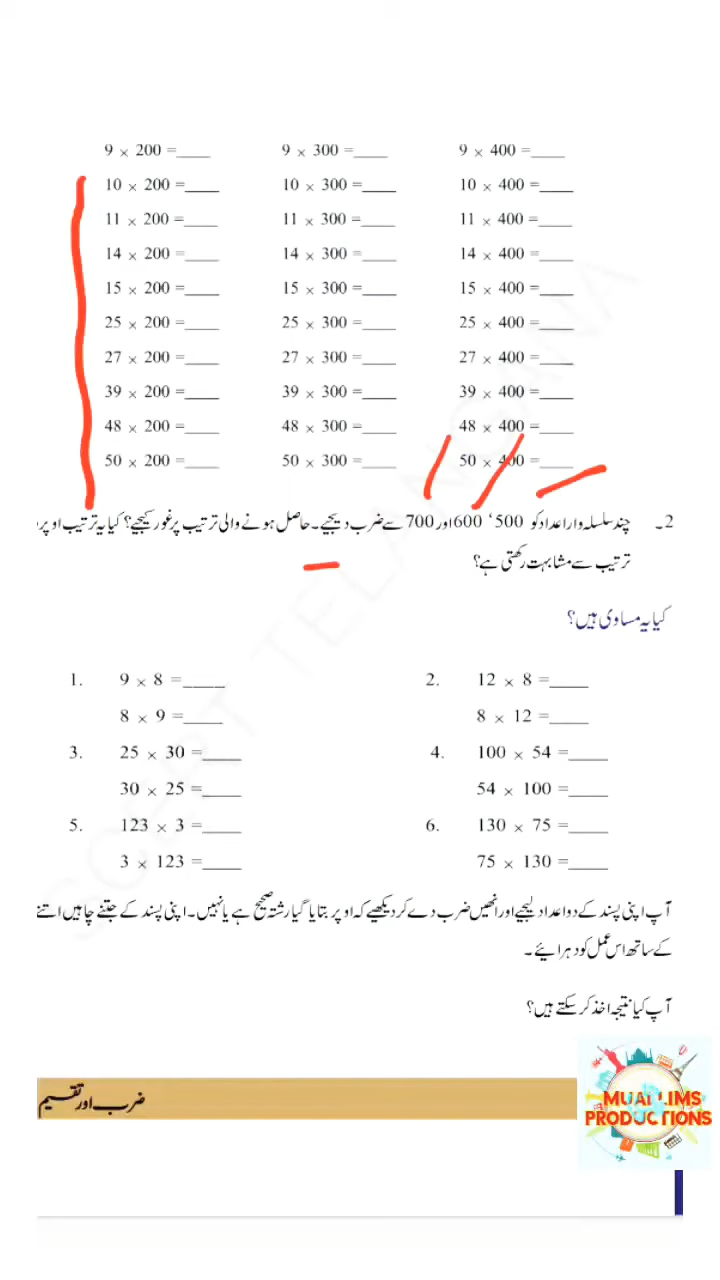 9 × 200 =____ 9 × 300 =____ 9 × 400 =____
10 × 200 =____ 10 × 300 =____ 10 × 400 =____
11 × 200 =____ 11 × 300 =____ 11 × 400 =____
14 × 200 =____ 14 × 300 =____ 14 × 400 =____
15 × 200 =____ 15 × 300 =____ 15 × 400 =____
25 × 200 =____ 25 × 300 =____ 25 × 400 =____
27 × 200 =____ 27 × 300 =____ 27 × 400 =____
39 × 200 =____ 39 × 300 =____ 39 × 400 =____
48 × 200 =____ 48 × 300 =____ 48 × 400 =____
50 × 200 =____ 50 × 300 =____ 50 × 400 =____
2۔ چند سلسلہ وار اعداد کو 500‘ 600 اور 700 سے ضرب دیجیے۔ حاصل ہونے والی ترتیب پر غور کیجیے؟ کیا یہ ترتیب اوپر
ترتیب سے مشابہت رکھتی ہے؟
کیا یہ مساوی ہیں؟
1. 9 × 8 =____ 2. 12 × 8 =____
8 × 9 =____ 8 × 12 =____
3. 25 × 30 =____ 4. 100 × 54 =____
30 × 25 =____ 54 × 100 =____
5. 123 × 3 =____ 6. 130 × 75 =____
3 × 123 =____ 75 × 130 =____
آپ اپنی پسند کے دو اعداد لیجیے اور انھیں ضرب دے کر دیکھیے کہ اوپر بتایا گیا رشتہ صحیح ہے یا نہیں۔ اپنی پسند کے جتنے چاہیں اتنے
کے ساتھ اس عمل کو دہرائیے۔
آپ کیا نتیجہ اخذ کر سکتے ہیں؟
ضرب اور تقسیم
MUALLIMS
PRODUCTIONS
SCERT TELANGANA